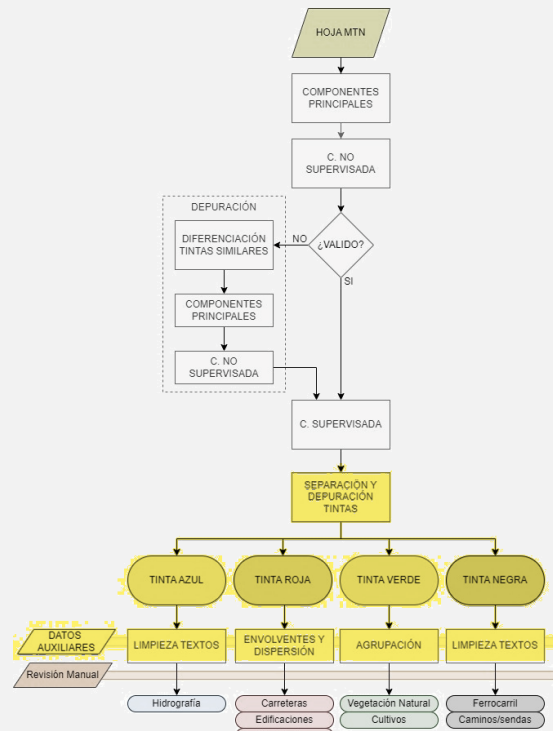 HOJA MTN
COMPONENTES
PRINCIPALES
C. NO
SUPERVISADA
DEPURACIÓN
DIFERENCIACIÓN
TINTAS SIMILARES
NO
¿VALIDO?
SI
COMPONENTES
PRINCIPALES
C. NO
SUPERVISADA
C. SUPERVISADA
SEPARACIÓN Y
DEPURACIÓN
TINTAS
TINTA AZUL
TINTA ROJA
TINTA VERDE
TINTA NEGRA
DATOS
AUXILIARES
LIMPIEZA TEXTOS
ENVOLVENTES Y
DISPERSIÓN
AGRUPACIÓN
LIMPIEZA TEXTOS
Revisión Manual
Hidrografía
Carreteras
Vegetación Natural
Ferrocarril
Edificaciones
Cultivos
Caminos/sendas